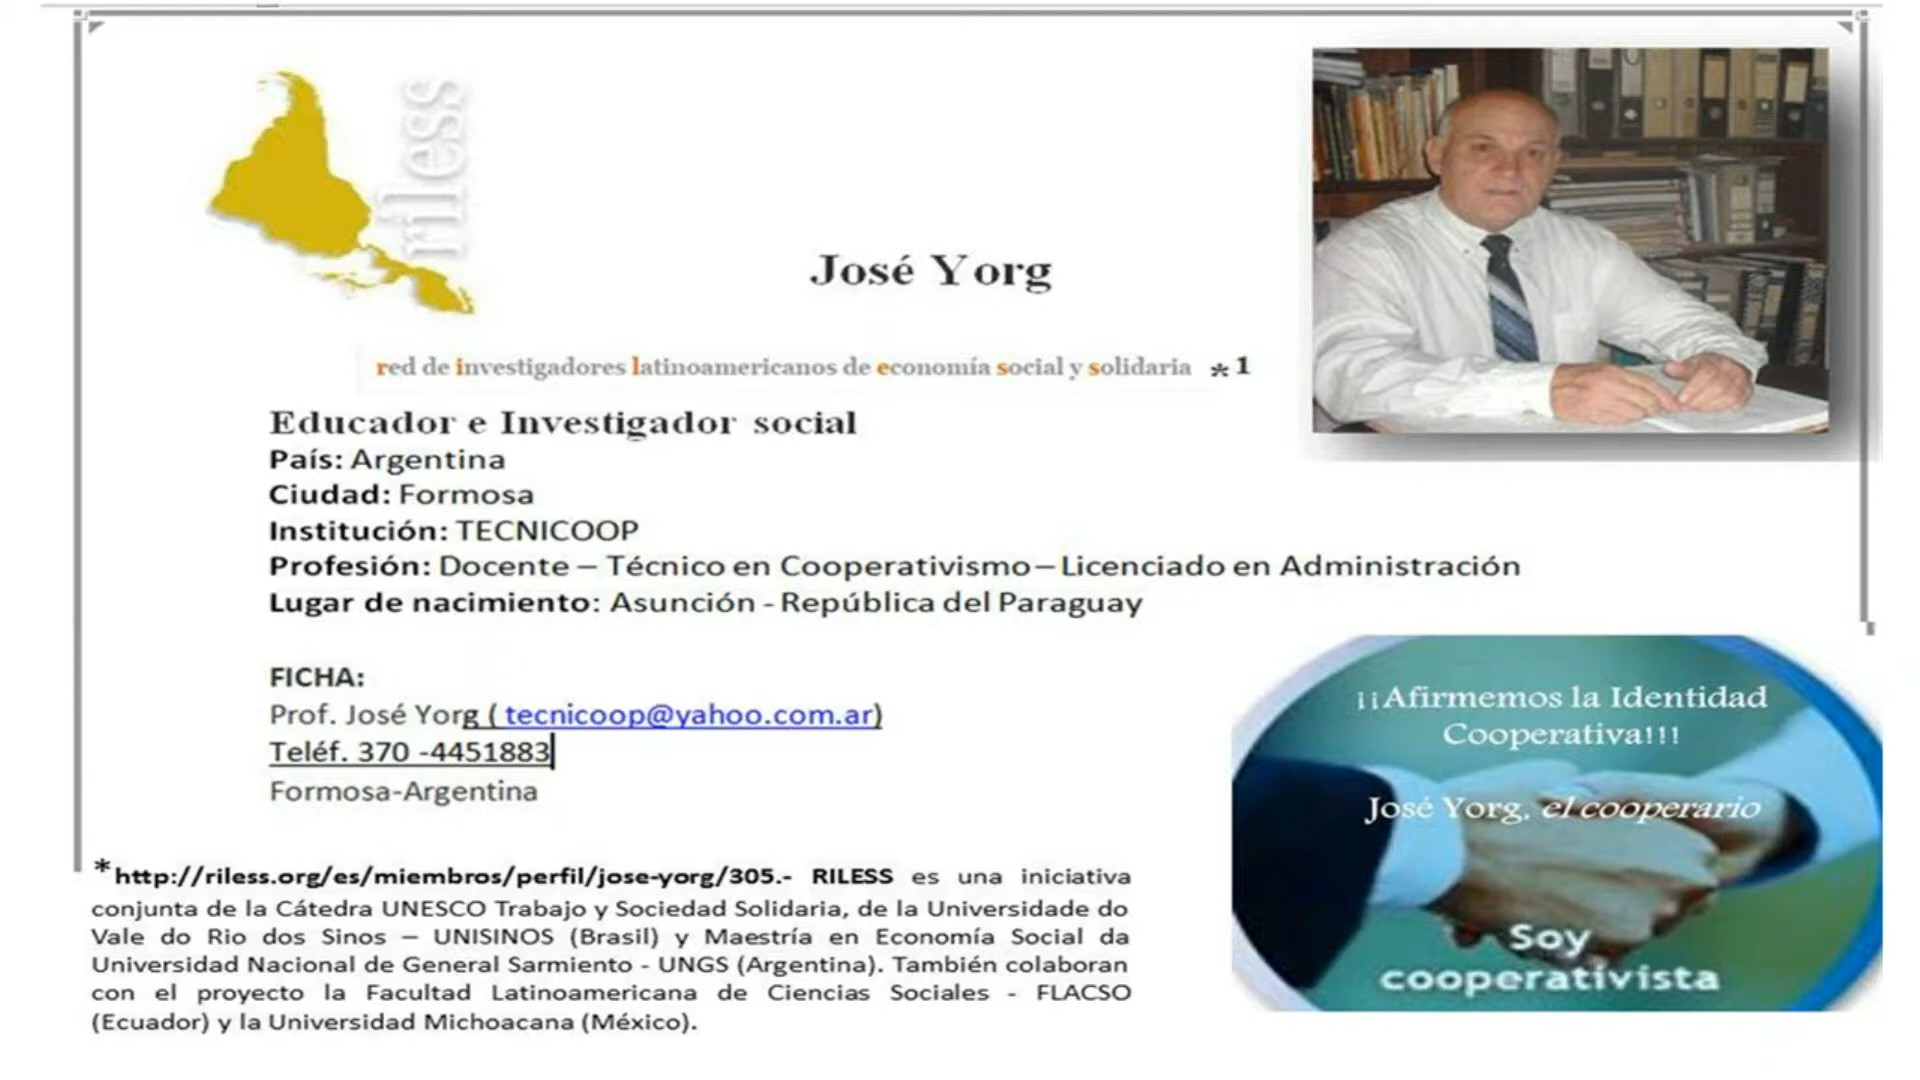 riless
José Yorg
red de investigadores latinoamericanos de economía social y solidaria * 1
Educador e Investigador social
País: Argentina
Ciudad: Formosa
Institución: TECNICOOP
Profesión: Docente – Técnico en Cooperativismo – Licenciado en Administración
Lugar de nacimiento: Asunción - República del Paraguay
FICHA:
Prof. José Yorg ( tecnicoop@yahoo.com.ar)
Teléf. 370 -4451883
Formosa-Argentina
¡¡Afirmemos la Identidad
Cooperativa!!!
José Yorg, el cooperario
Soy
cooperativista
*http://riless.org/es/miembros/perfil/jose-yorg/305.- RILESS es una iniciativa
conjunta de la Cátedra UNESCO Trabajo y Sociedad Solidaria, de la Universidade do
Vale do Rio dos Sinos – UNISINOS (Brasil) y Maestría en Economía Social da
Universidad Nacional de General Sarmiento - UNGS (Argentina). También colaboran
con el proyecto la Facultad Latinoamericana de Ciencias Sociales - FLACSO
(Ecuador) y la Universidad Michoacana (México).